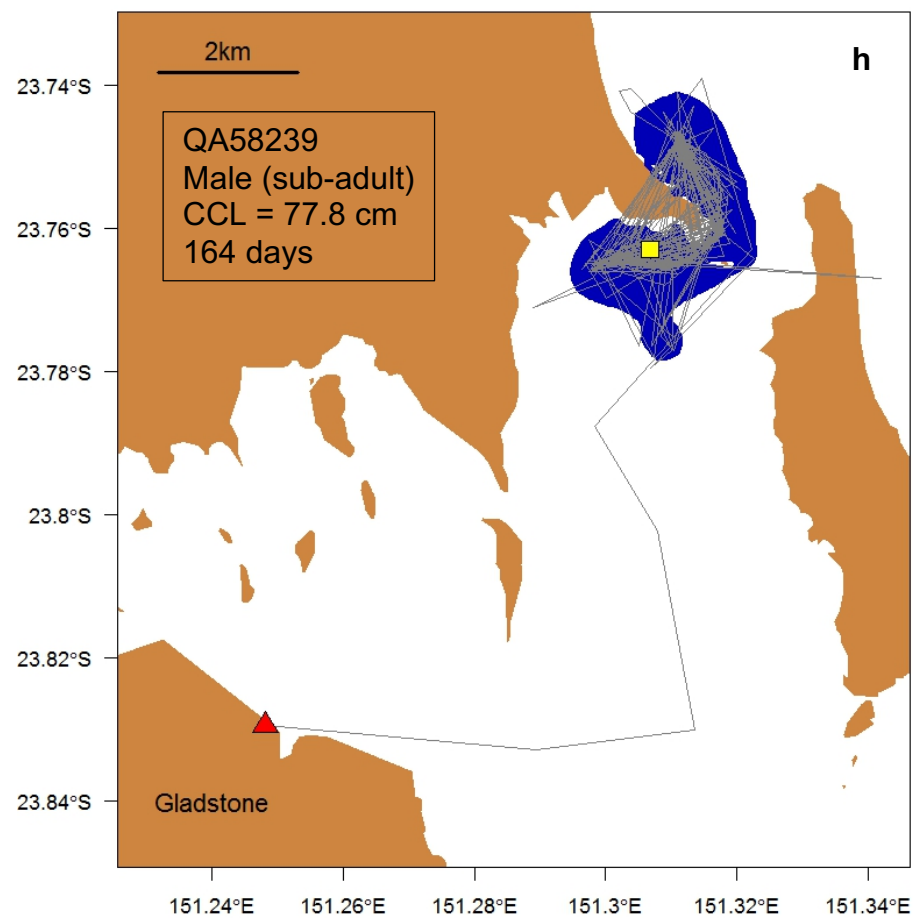 2km
h
QA58239
Male (sub-adult)
CCL = 77.8 cm
164 days
23.74°S
23.76°S
23.78°S
23.8°S
23.82°S
23.84°S
Gladstone
151.24°E 151.26°E 151.28°E 151.3°E 151.32°E 151.34°E